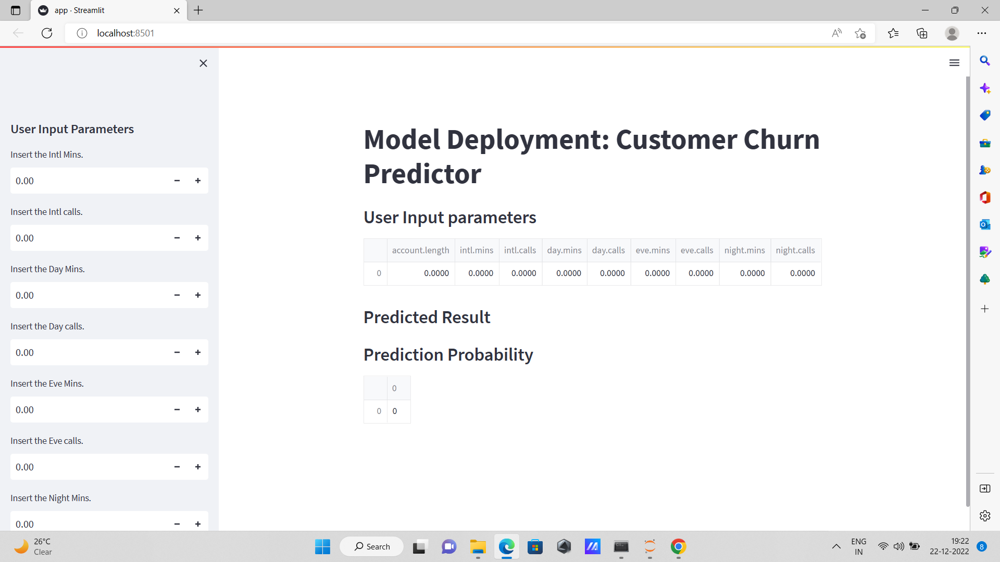 app · Streamlit
localhost:8501
User Input Parameters
Insert the Intl Mins.
0.00
Insert the Intl calls.
0.00
Insert the Day Mins.
0.00
Insert the Day calls.
0.00
Insert the Eve Mins.
0.00
Insert the Eve calls.
0.00
Insert the Night Mins.
0.00
Model Deployment: Customer Churn
Predictor
User Input parameters
account.length intl.mins intl.calls day.mins day.calls eve.mins eve.calls night.mins night.calls
0 0.0000 0.0000 0.0000 0.0000 0.0000 0.0000 0.0000 0.0000 0.0000
Predicted Result
Prediction Probability
0
0 0
26°C
Clear
Search
ENG
IN
19:22
22-12-2022
8